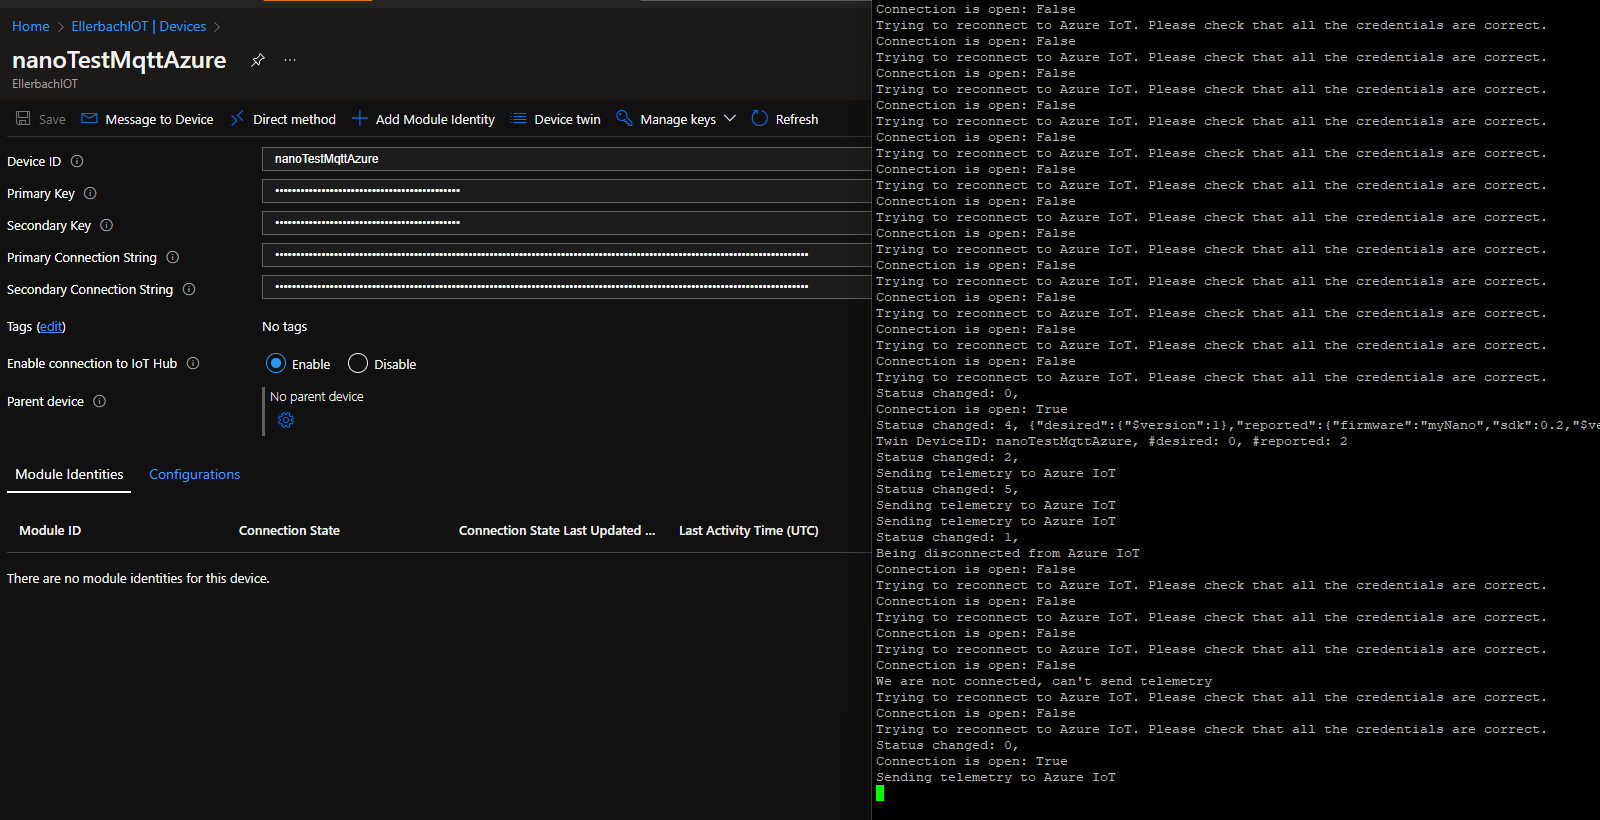 Home > EllerbachIOT | Devices >
nanoTestMqttAzure ...
EllerbachIOT
Save Message to Device Direct method Add Module Identity Device twin Manage keys Refresh
Device ID nanoTestMqttAzure
Primary Key
Secondary Key
Primary Connection String
Secondary Connection String
Tags (edit) No tags
Enable connection to IoT Hub Enable Disable
Parent device No parent device
Module Identities Configurations
Module ID Connection State Connection State Last Updated ... Last Activity Time (UTC)
There are no module identities for this device.
Connection is open: False
Trying to reconnect to Azure IoT. Please check that all the credentials are correct.
Connection is open: False
Trying to reconnect to Azure IoT. Please check that all the credentials are correct.
Connection is open: False
Trying to reconnect to Azure IoT. Please check that all the credentials are correct.
Connection is open: False
Trying to reconnect to Azure IoT. Please check that all the credentials are correct.
Connection is open: False
Trying to reconnect to Azure IoT. Please check that all the credentials are correct.
Connection is open: False
Trying to reconnect to Azure IoT. Please check that all the credentials are correct.
Connection is open: False
Trying to reconnect to Azure IoT. Please check that all the credentials are correct.
Connection is open: False
Trying to reconnect to Azure IoT. Please check that all the credentials are correct.
Connection is open: False
Trying to reconnect to Azure IoT. Please check that all the credentials are correct.
Connection is open: False
Trying to reconnect to Azure IoT. Please check that all the credentials are correct.
Connection is open: False
Trying to reconnect to Azure IoT. Please check that all the credentials are correct.
Connection is open: False
Trying to reconnect to Azure IoT. Please check that all the credentials are correct.
Status changed: 0,
Connection is open: True
Status changed: 4, {"desired":{"$version":1},"reported":{"firmware":"myNano","sdk":0.2,"$ve
Twin DeviceID: nanoTestMqttAzure, #desired: 0, #reported: 2
Status changed: 2,
Sending telemetry to Azure IoT
Status changed: 5,
Sending telemetry to Azure IoT
Sending telemetry to Azure IoT
Status changed: 1,
Being disconnected from Azure IoT
Connection is open: False
Trying to reconnect to Azure IoT. Please check that all the credentials are correct.
Connection is open: False
Trying to reconnect to Azure IoT. Please check that all the credentials are correct.
Connection is open: False
Trying to reconnect to Azure IoT. Please check that all the credentials are correct.
Connection is open: False
We are not connected, can't send telemetry
Trying to reconnect to Azure IoT. Please check that all the credentials are correct.
Connection is open: False
Trying to reconnect to Azure IoT. Please check that all the credentials are correct.
Status changed: 0,
Connection is open: True
Sending telemetry to Azure IoT